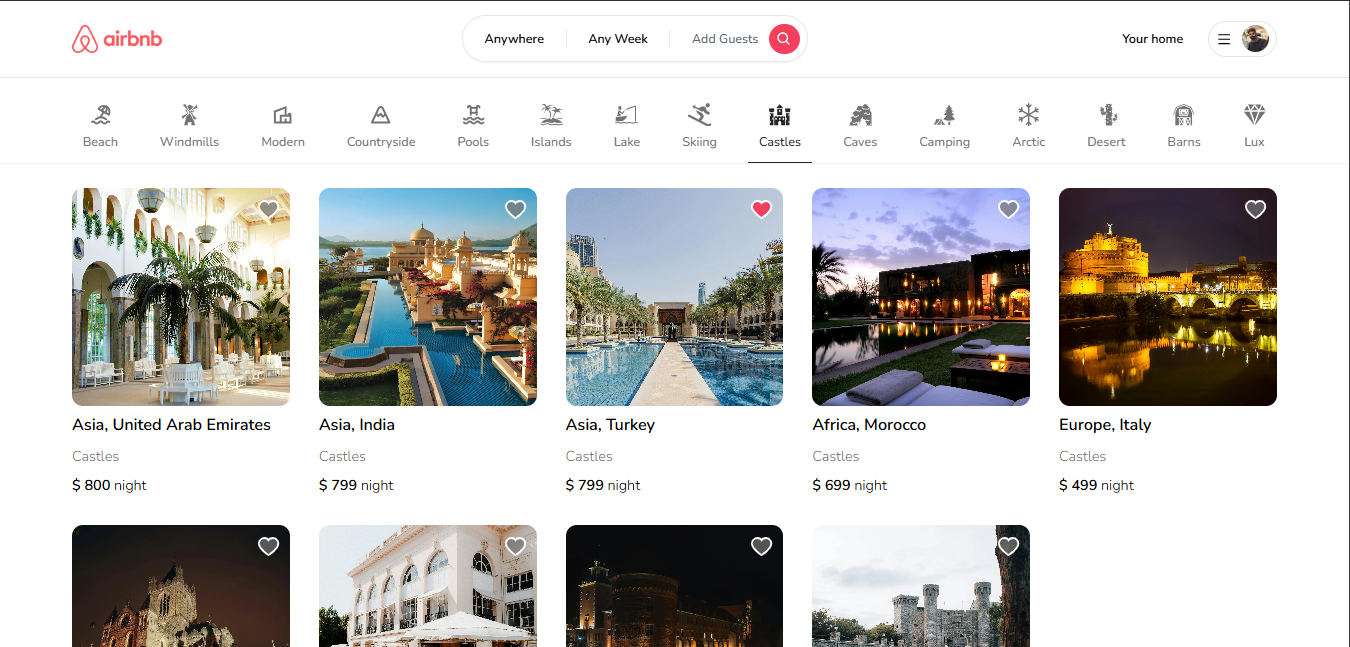 airbnb
Anywhere
Any Week
Add Guests
Your home
Beach
Windmills
Modern
Countryside
Pools
Islands
Lake
Skiing
Castles
Caves
Camping
Arctic
Desert
Barns
Lux
Asia, United Arab Emirates
Castles
$ 800 night
Asia, India
Castles
$ 799 night
Asia, Turkey
Castles
$ 799 night
Africa, Morocco
Castles
$ 699 night
Europe, Italy
Castles
$ 499 night